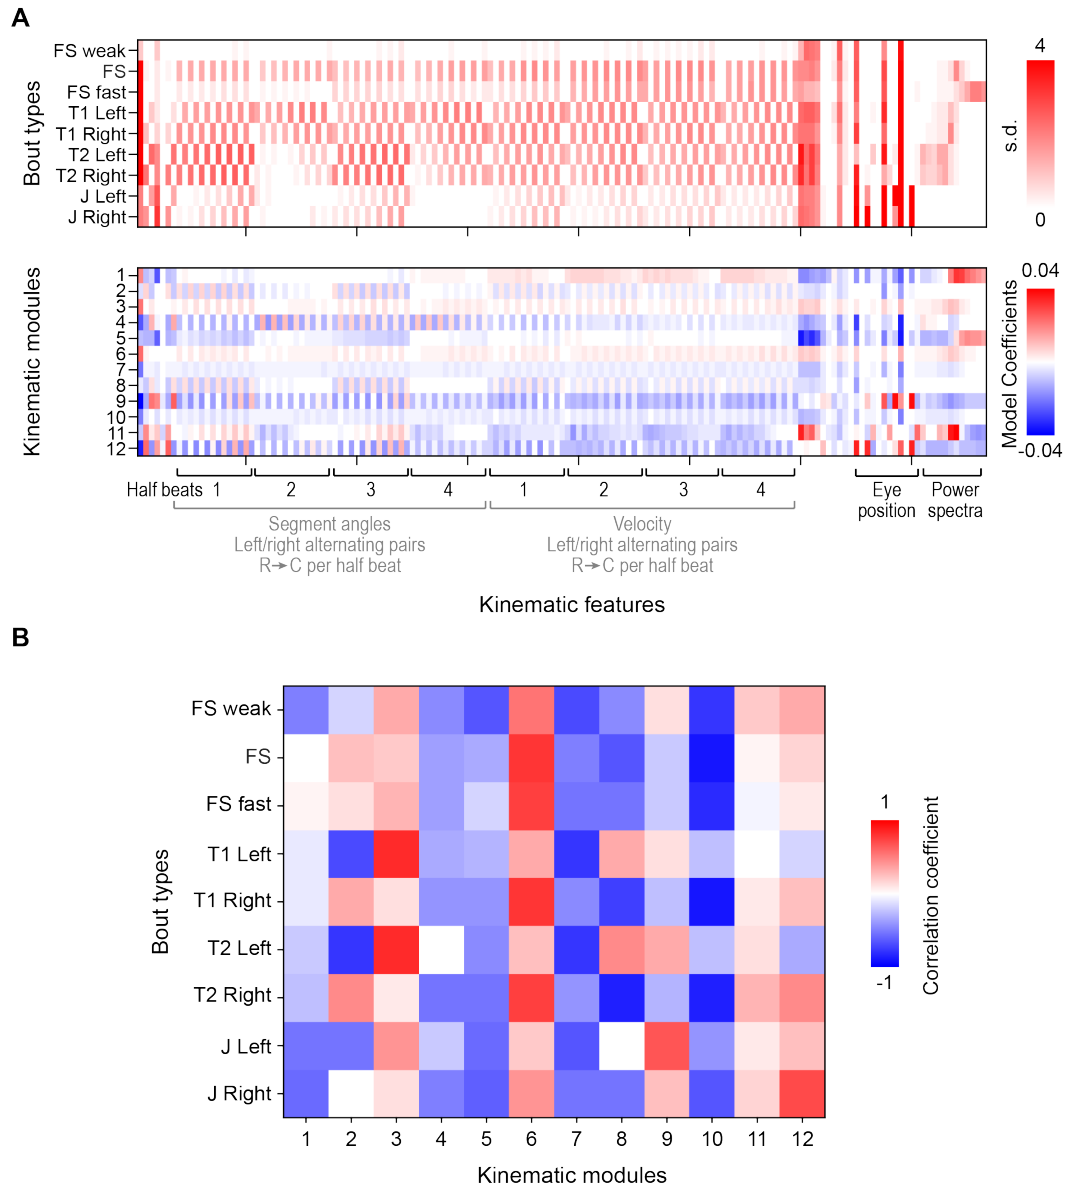 A
FS weak
FS
FS fast
T1 Left
T1 Right
T2 Left
T2 Right
J Left
J Right
Bout types
4
s.d.
0
1
2
3
4
5
6
7
8
9
10
11
12
Kinematic modules
0.04
Model Coefficients
-0.04
Half beats 1 2 3 4 1 2 3 4
Segment angles
Left/right alternating pairs
R→C per half beat
Velocity
Left/right alternating pairs
R→C per half beat
Eye
position
Power
spectra
Kinematic features
B
FS weak
FS
FS fast
T1 Left
T1 Right
T2 Left
T2 Right
J Left
J Right
Bout types
1 2 3 4 5 6 7 8 9 10 11 12
Kinematic modules
1
Correlation coefficient
-1